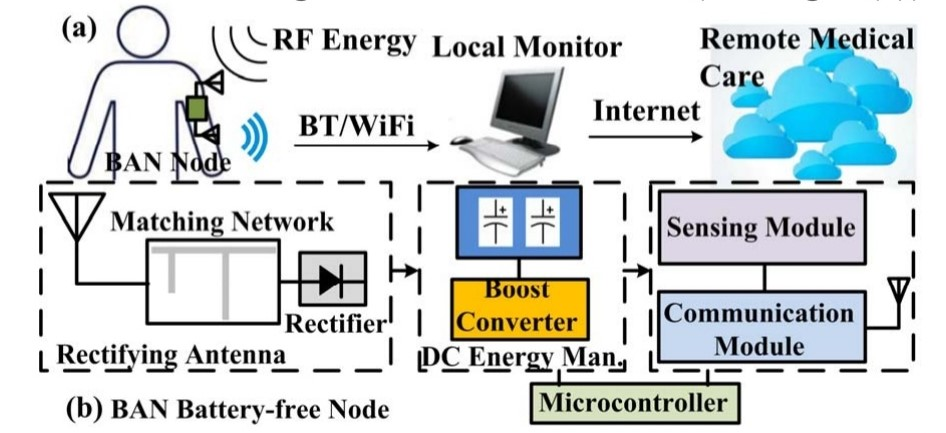 (a)
RF Energy
Local Monitor
Remote Medical
Care
BT/WiFi
Internet
BAN Node
Matching Network
Rectifier
Rectifying Antenna
+ +
Boost
Converter
DC Energy Man.
Sensing Module
Communication
Module
Microcontroller
(b) BAN Battery-free Node